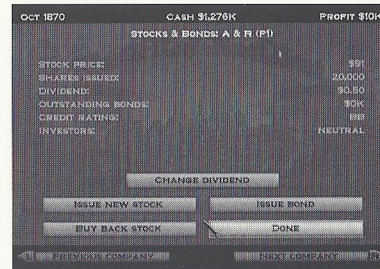 OCT 1870 CASH $1,276K PROFIT $10K
STOCKS & BONDS: A & R (P1)
STOCK PRICE: $91
SHARES ISSUED: 20,000
DIVIDEND: $0.50
OUTSTANDING BONDS: $0K
CREDIT RATING: BB
INVESTORS: NEUTRAL
CHANGE DIVIDEND
ISSUE NEW STOCK ISSUE BOND
BUY BACK STOCK DONE
PREVIOUS COMPANY NEXT COMPANY